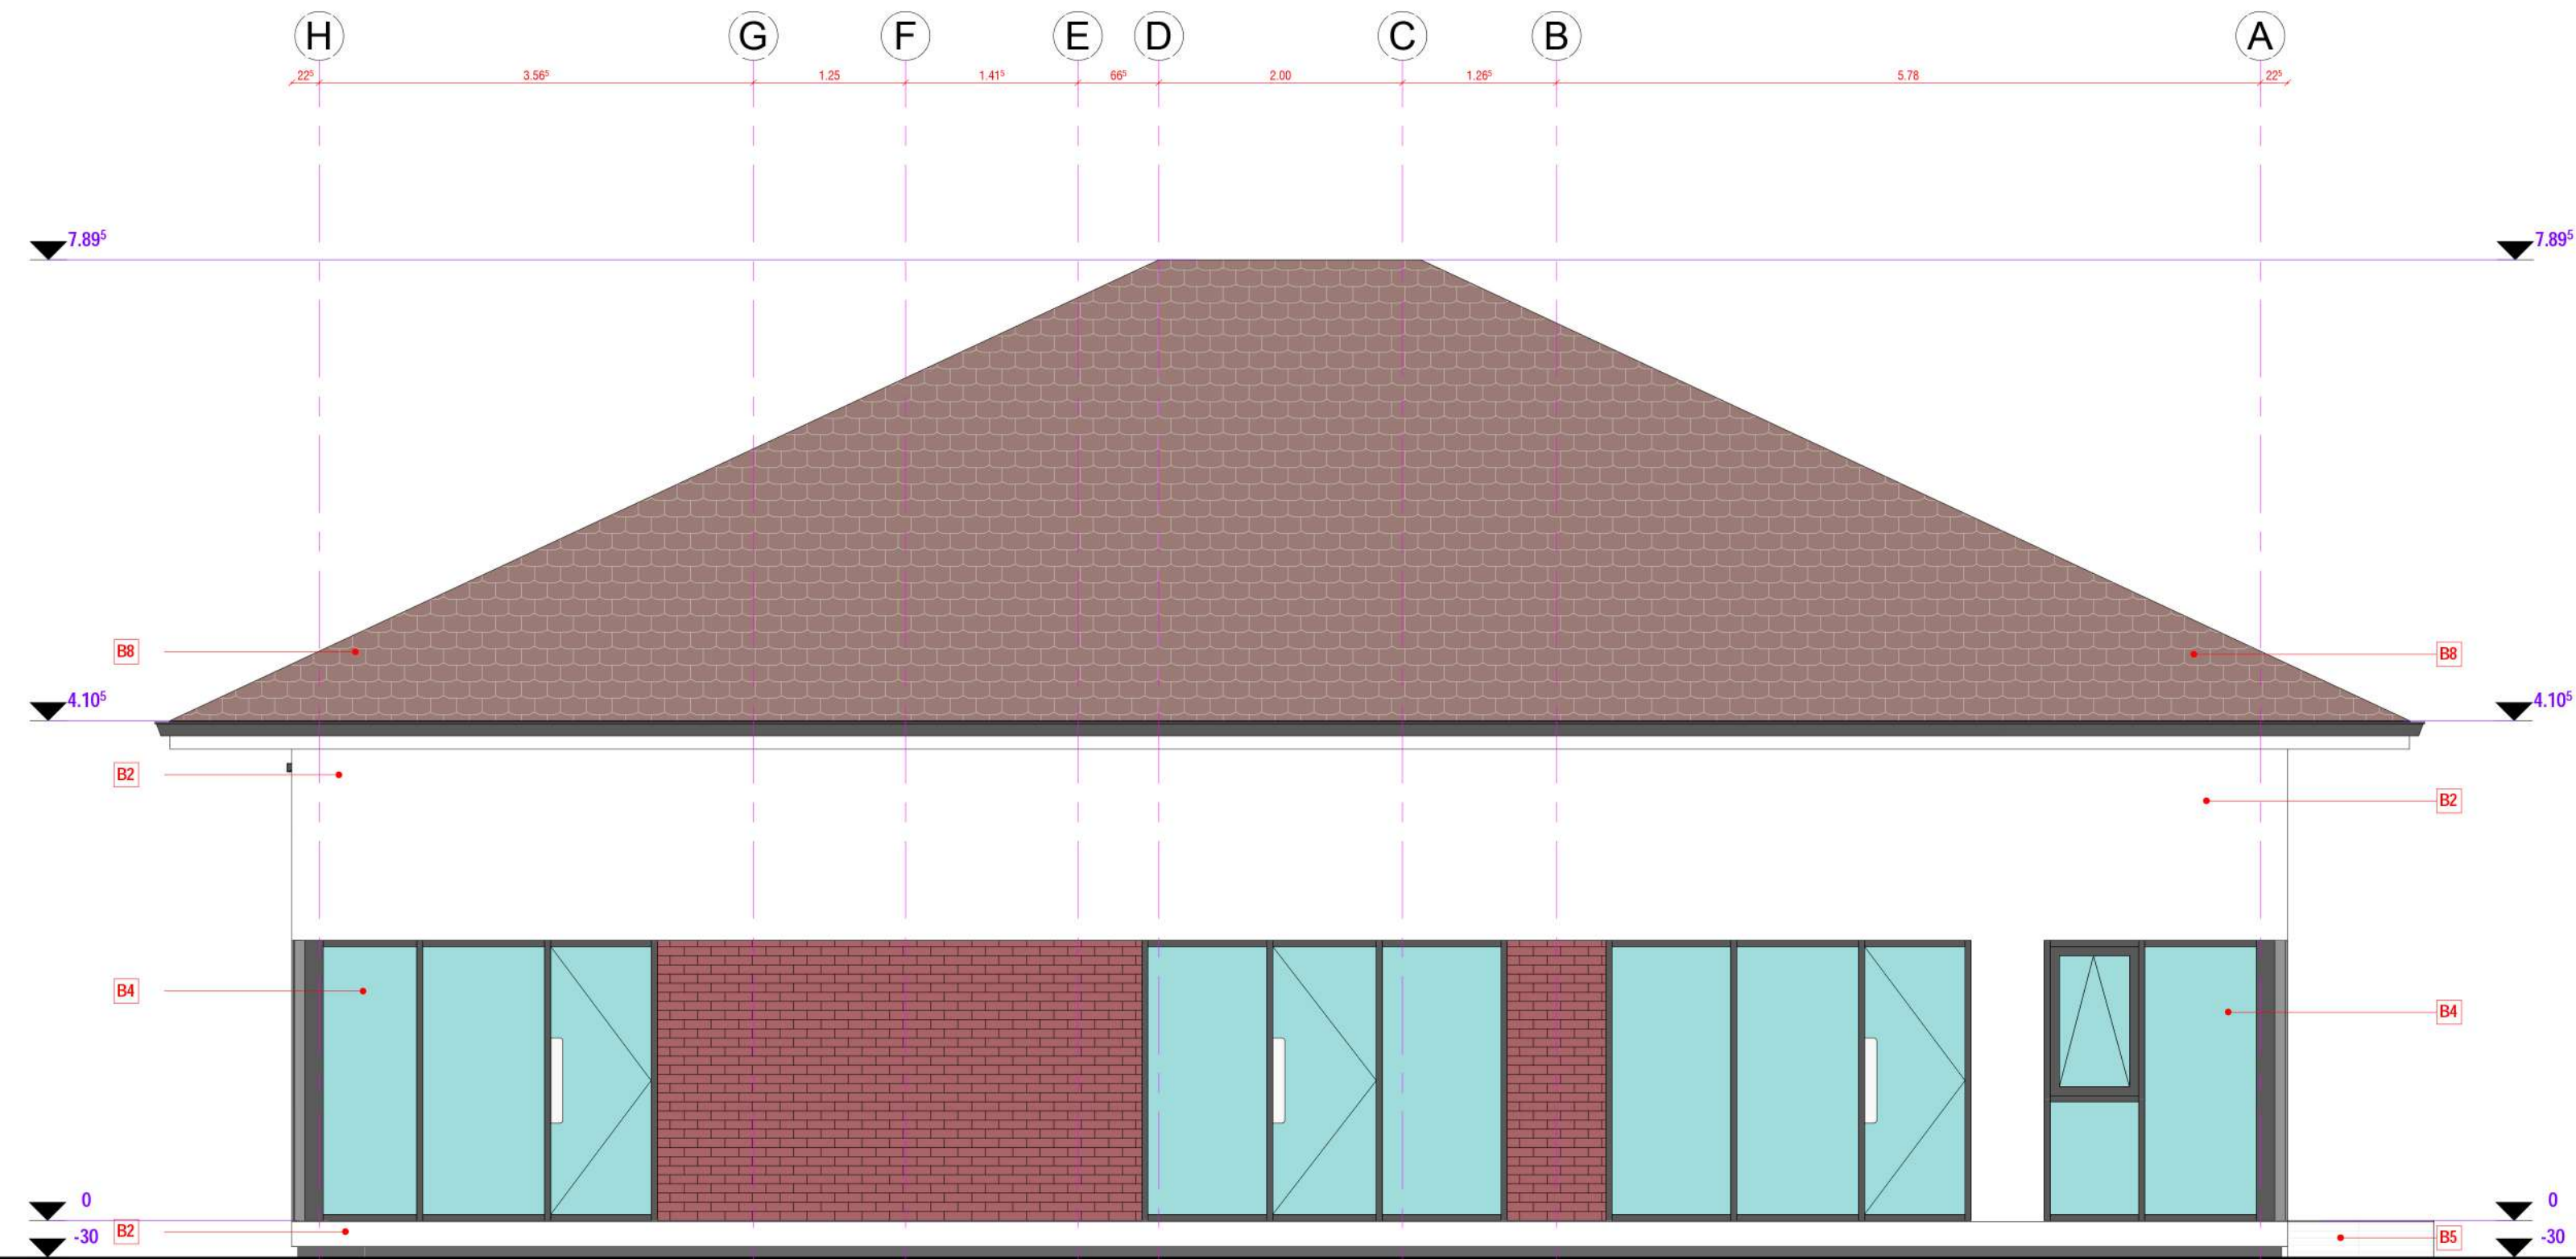 H G F E D C B A
22⁵ 3.56⁵ 1.25 1.41⁵ 66⁵ 2.00 1.26⁵ 5.78 22⁵
7.89⁵ 7.89⁵
B8 B8
4.10⁵ 4.10⁵
B2 B2
B4 B4
0 0
B2 B5
-30 -30